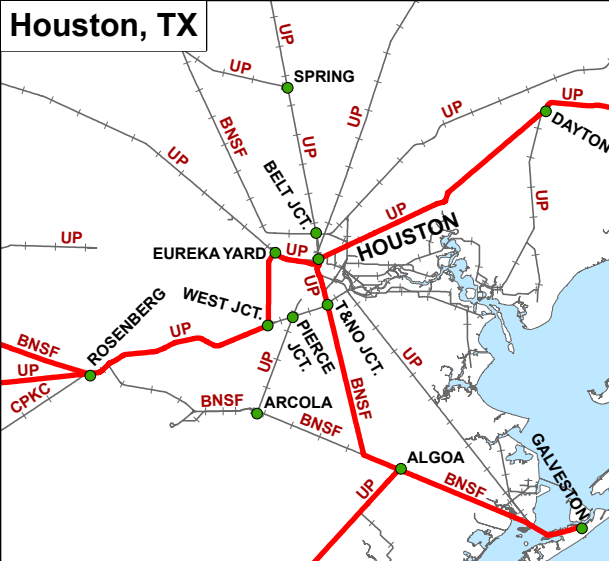 Houston, TX
UP
UP
SPRING
UP
UP
BNSF
UP
UP
UP
DAYTON
UP
UP
BELT JCT.
UP
HOUSTON
UP
EUREKA YARD
UP
UP
WEST JCT.
PIERCE
JCT.
T&NO JCT.
ROSENBERG
UP
BNSF
UP
CPKC
UP
UP
BNSF
BNSF
ARCOLA
BNSF
ALGOA
UP
BNSF
GALVESTON